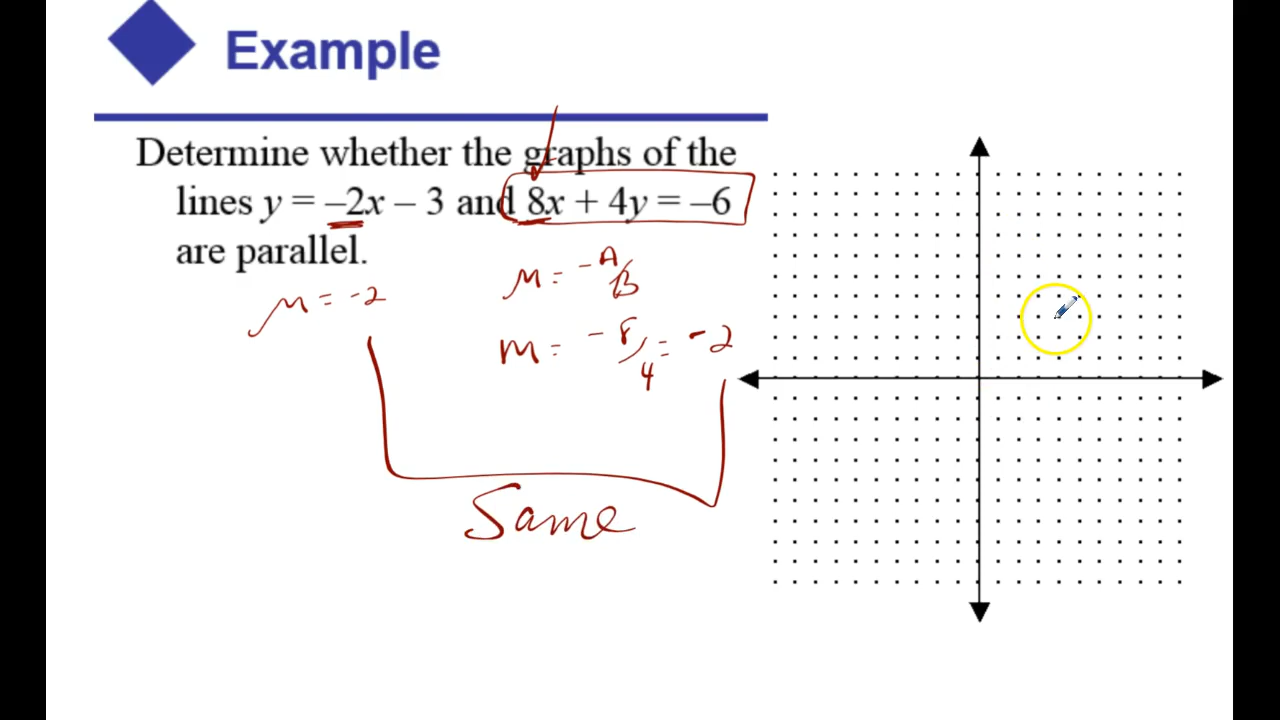 Example
Determine whether the graphs of the
lines y = –2x – 3 and 8x + 4y = –6
are parallel.
m = -2
m = -A/B
m = -8/4 = -2
Same